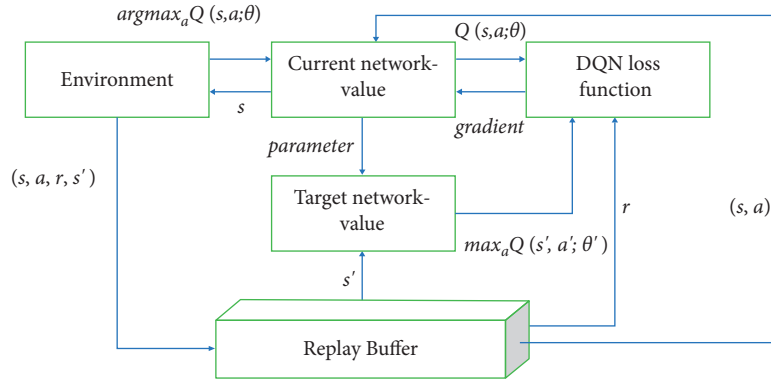 argmaxₐQ (s,a;θ)
Q (s,a;θ)
Environment
Current network-
value
DQN loss
function
s
gradient
parameter
(s, a, r, s′ )
Target network-
value
r
(s, a)
maxₐQ (s′, a′; θ′ )
s′
Replay Buffer